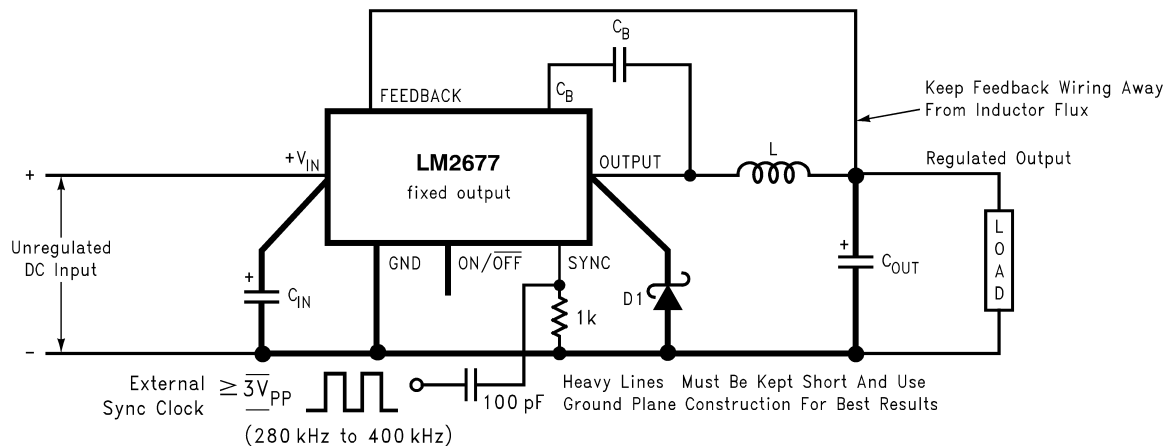 C_B
FEEDBACK
C_B
Keep Feedback Wiring Away
From Inductor Flux
+V_IN
LM2677
fixed output
OUTPUT
L
Regulated Output
+
Unregulated
DC Input
−
+
C_IN
GND
ON/O̅F̅F̅
SYNC
1k
D1
+
C_OUT
LOAD
External
Sync Clock
≥ 3V_PP
(280 kHz to 400 kHz)
100 pF
Heavy Lines Must Be Kept Short And Use
Ground Plane Construction For Best Results